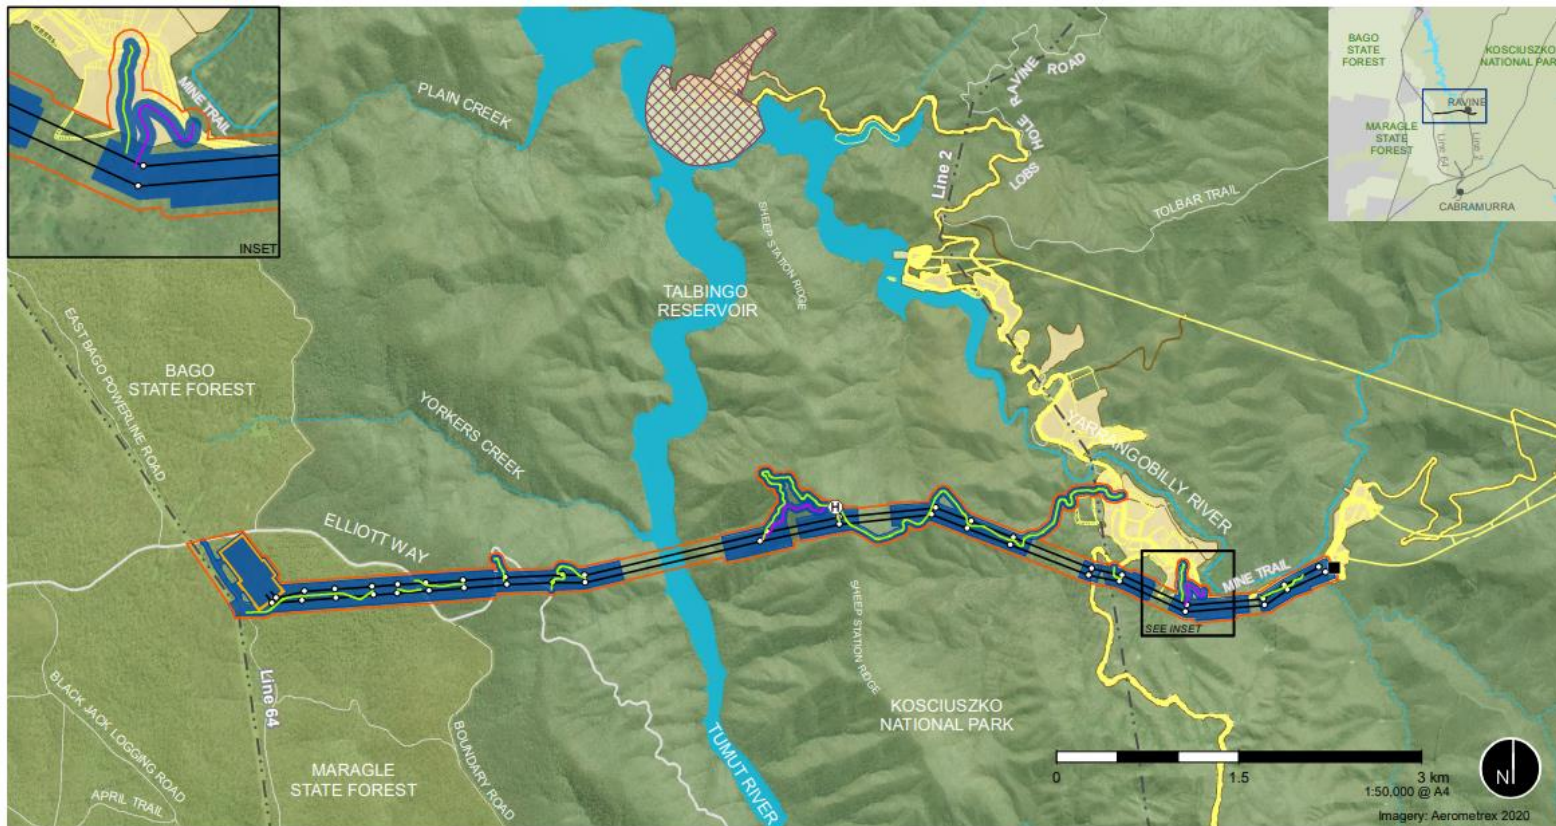 MINE TRAIL
INSET
PLAIN CREEK
RAVINE
ROAD
HOLE
LOBS
Line 2
TOLBAR TRAIL
SHEEP STATION RIDGE
BAGO
STATE
FOREST
KOSCIUSZKO
NATIONAL PARK
RAVINE
MARAGLE
STATE
FOREST
Line 64
Line 2
CABRAMURRA
TALBINGO
RESERVOIR
EAST BAGO POWERLINE ROAD
BAGO
STATE FOREST
YORKERS CREEK
YARRANGOBILLY RIVER
ELLIOTT WAY
H
MINE TRAIL
SEE INSET
SHEEP STATION RIDGE
Line 64
BLACK JACK LOGGING ROAD
APRIL TRAIL
MARAGLE
STATE FOREST
BOUNDARY ROAD
TUMUT RIVER
KOSCIUSZKO
NATIONAL PARK
0 1.5 3 km
1:50,000 @ A4
N
Imagery: Aerometrex 2020